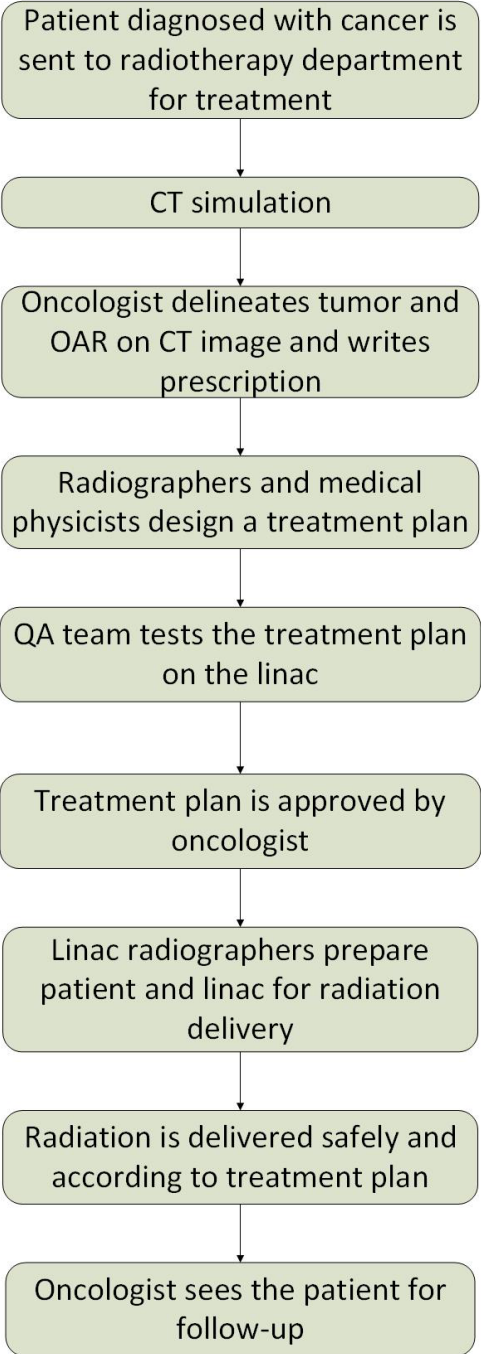 Patient diagnosed with cancer is
sent to radiotherapy department
for treatment
CT simulation
Oncologist delineates tumor and
OAR on CT image and writes
prescription
Radiographers and medical
physicists design a treatment plan
QA team tests the treatment plan
on the linac
Treatment plan is approved by
oncologist
Linac radiographers prepare
patient and linac for radiation
delivery
Radiation is delivered safely and
according to treatment plan
Oncologist sees the patient for
follow-up